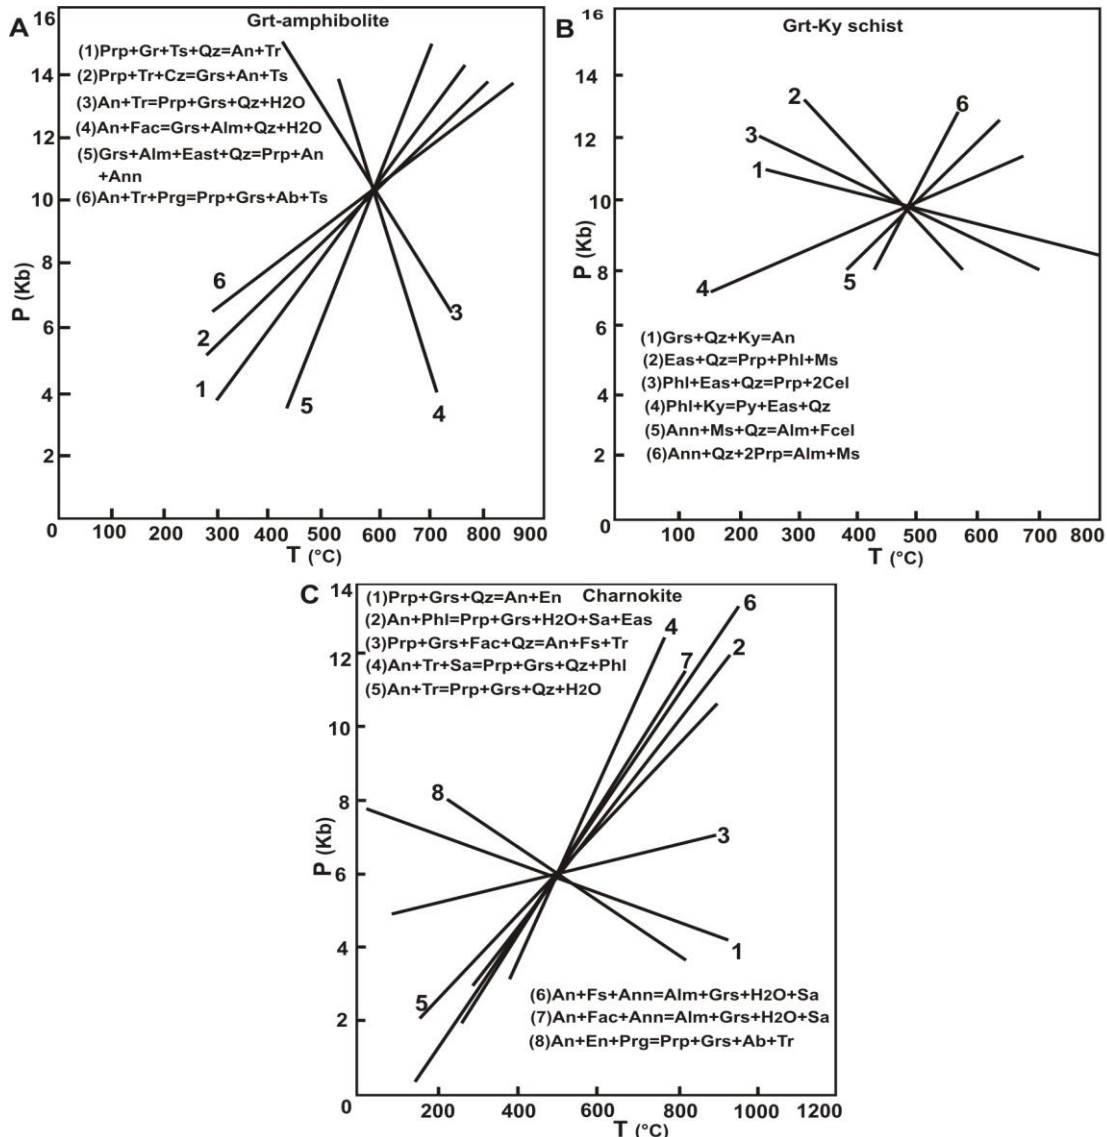 A
Grt-amphibolite
(1)Prp+Gr+Ts+Qz=An+Tr
(2)Prp+Tr+Cz=Grs+An+Ts
(3)An+Tr=Prp+Grs+Qz+H2O
(4)An+Fac=Grs+Alm+Qz+H2O
(5)Grs+Alm+East+Qz=Prp+An
+Ann
(6)An+Tr+Prg=Prp+Grs+Ab+Ts
16
14
12
10
8
6
4
2
0
P (Kb)
6
2
1
5
3
4
100 200 300 400 500 600 700 800 900
T (°C)
B
Grt-Ky schist
16
14
12
10
8
6
4
2
0
P (Kb)
2
3
1
4
5
6
(1)Grs+Qz+Ky=An
(2)Eas+Qz=Prp+Phl+Ms
(3)Phl+Eas+Qz=Prp+2Cel
(4)Phl+Ky=Py+Eas+Qz
(5)Ann+Ms+Qz=Alm+Fcel
(6)Ann+Qz+2Prp=Alm+Ms
100 200 300 400 500 600 700 800
T (°C)
C
Charnokite
(1)Prp+Grs+Qz=An+En
(2)An+Phl=Prp+Grs+H2O+Sa+Eas
(3)Prp+Grs+Fac+Qz=An+Fs+Tr
(4)An+Tr+Sa=Prp+Grs+Qz+Phl
(5)An+Tr=Prp+Grs+Qz+H2O
14
12
10
8
6
4
2
0
P (Kb)
4
6
7
2
8
3
1
5
(6)An+Fs+Ann=Alm+Grs+H2O+Sa
(7)An+Fac+Ann=Alm+Grs+H2O+Sa
(8)An+En+Prg=Prp+Grs+Ab+Tr
200 400 600 800 1000 1200
T (°C)